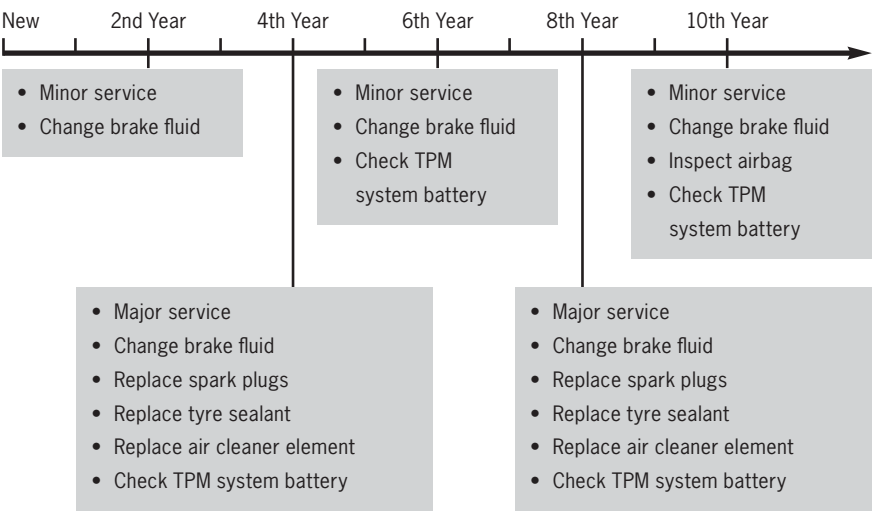 New 2nd Year 4th Year 6th Year 8th Year 10th Year
• Minor service
• Change brake fluid
• Minor service
• Change brake fluid
• Check TPM
system battery
• Minor service
• Change brake fluid
• Inspect airbag
• Check TPM
system battery
• Major service
• Change brake fluid
• Replace spark plugs
• Replace tyre sealant
• Replace air cleaner element
• Check TPM system battery
• Major service
• Change brake fluid
• Replace spark plugs
• Replace tyre sealant
• Replace air cleaner element
• Check TPM system battery